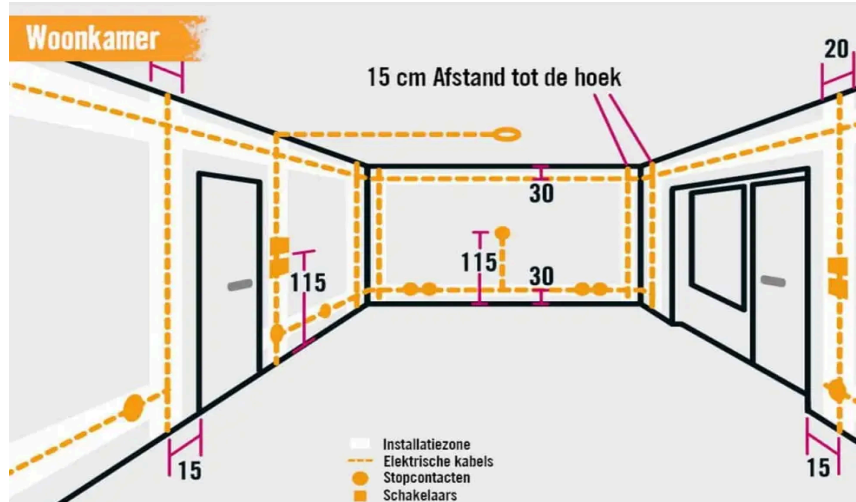 Woonkamer
20
15 cm Afstand tot de hoek
30
115
30
115
15
15
Installatiezone
Elektrische kabels
Stopcontacten
Schakelaars